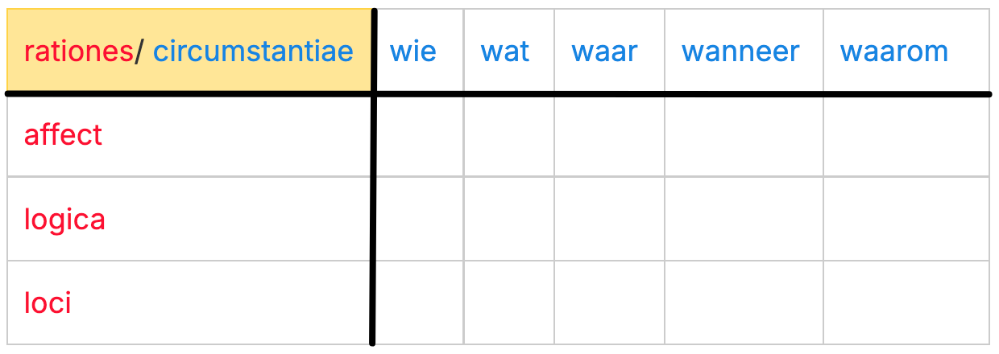 rationes/ circumstantiae wie wat waar wanneer waarom
affect
logica
loci